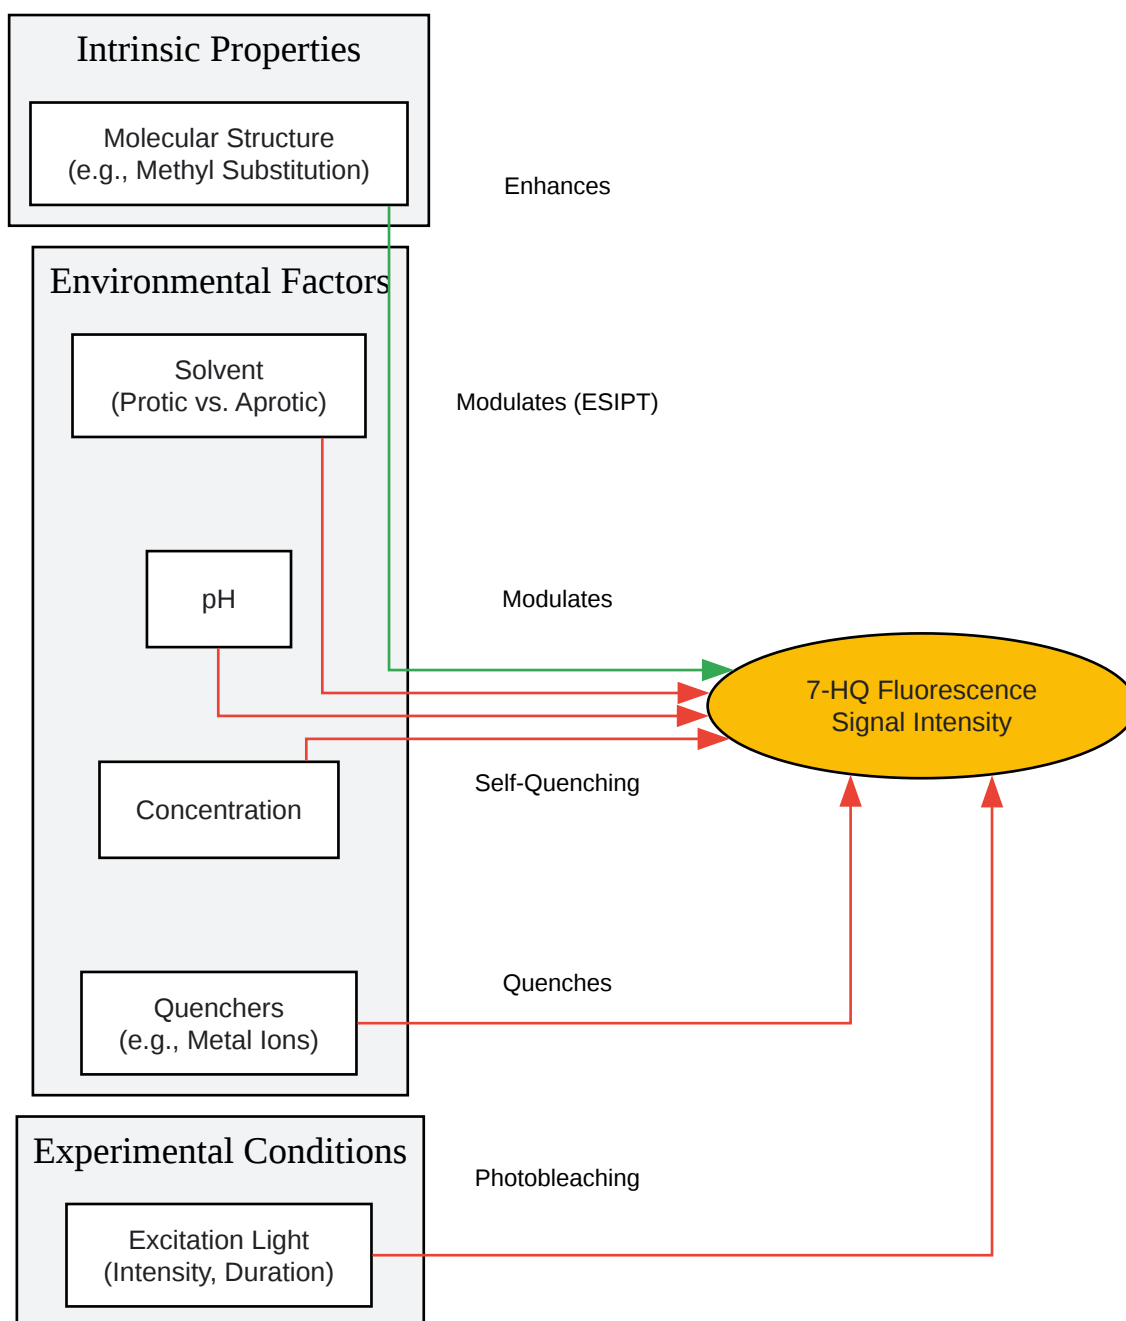 Intrinsic Properties
Molecular Structure
(e.g., Methyl Substitution)
Enhances
Environmental Factors
Solvent
(Protic vs. Aprotic)
Modulates (ESIPT)
pH
Modulates
7-HQ Fluorescence
Signal Intensity
Concentration
Self-Quenching
Quenchers
(e.g., Metal Ions)
Quenches
Experimental Conditions
Photobleaching
Excitation Light
(Intensity, Duration)